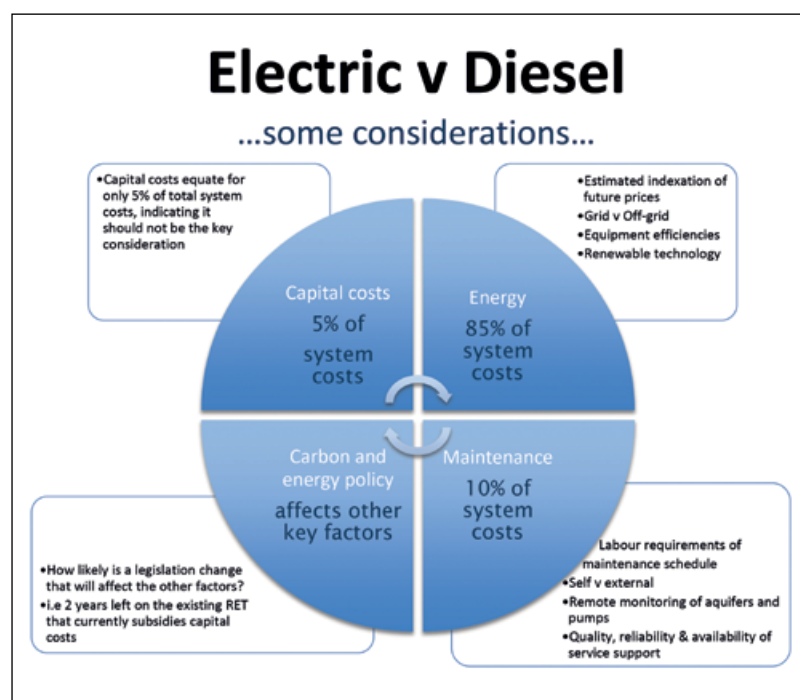 Electric v Diesel
...some considerations...
•Capital costs equate for
only 5% of total system
costs, indicating it
should not be the key
consideration
•Estimated indexation of
future prices
•Grid v Off-grid
•Equipment efficiencies
•Renewable technology
Capital costs
5% of
system
costs
Energy
85% of
system
costs
Carbon and
energy policy
affects other
key factors
Maintenance
10% of
system
costs
•How likely is a legislation change
that will affect the other factors?
•i.e 2 years left on the existing RET
that currently subsidies capital
costs
Labour requirements of
maintenance schedule
•Self v external
•Remote monitoring of aquifers and
pumps
•Quality, reliability & availability of
service support